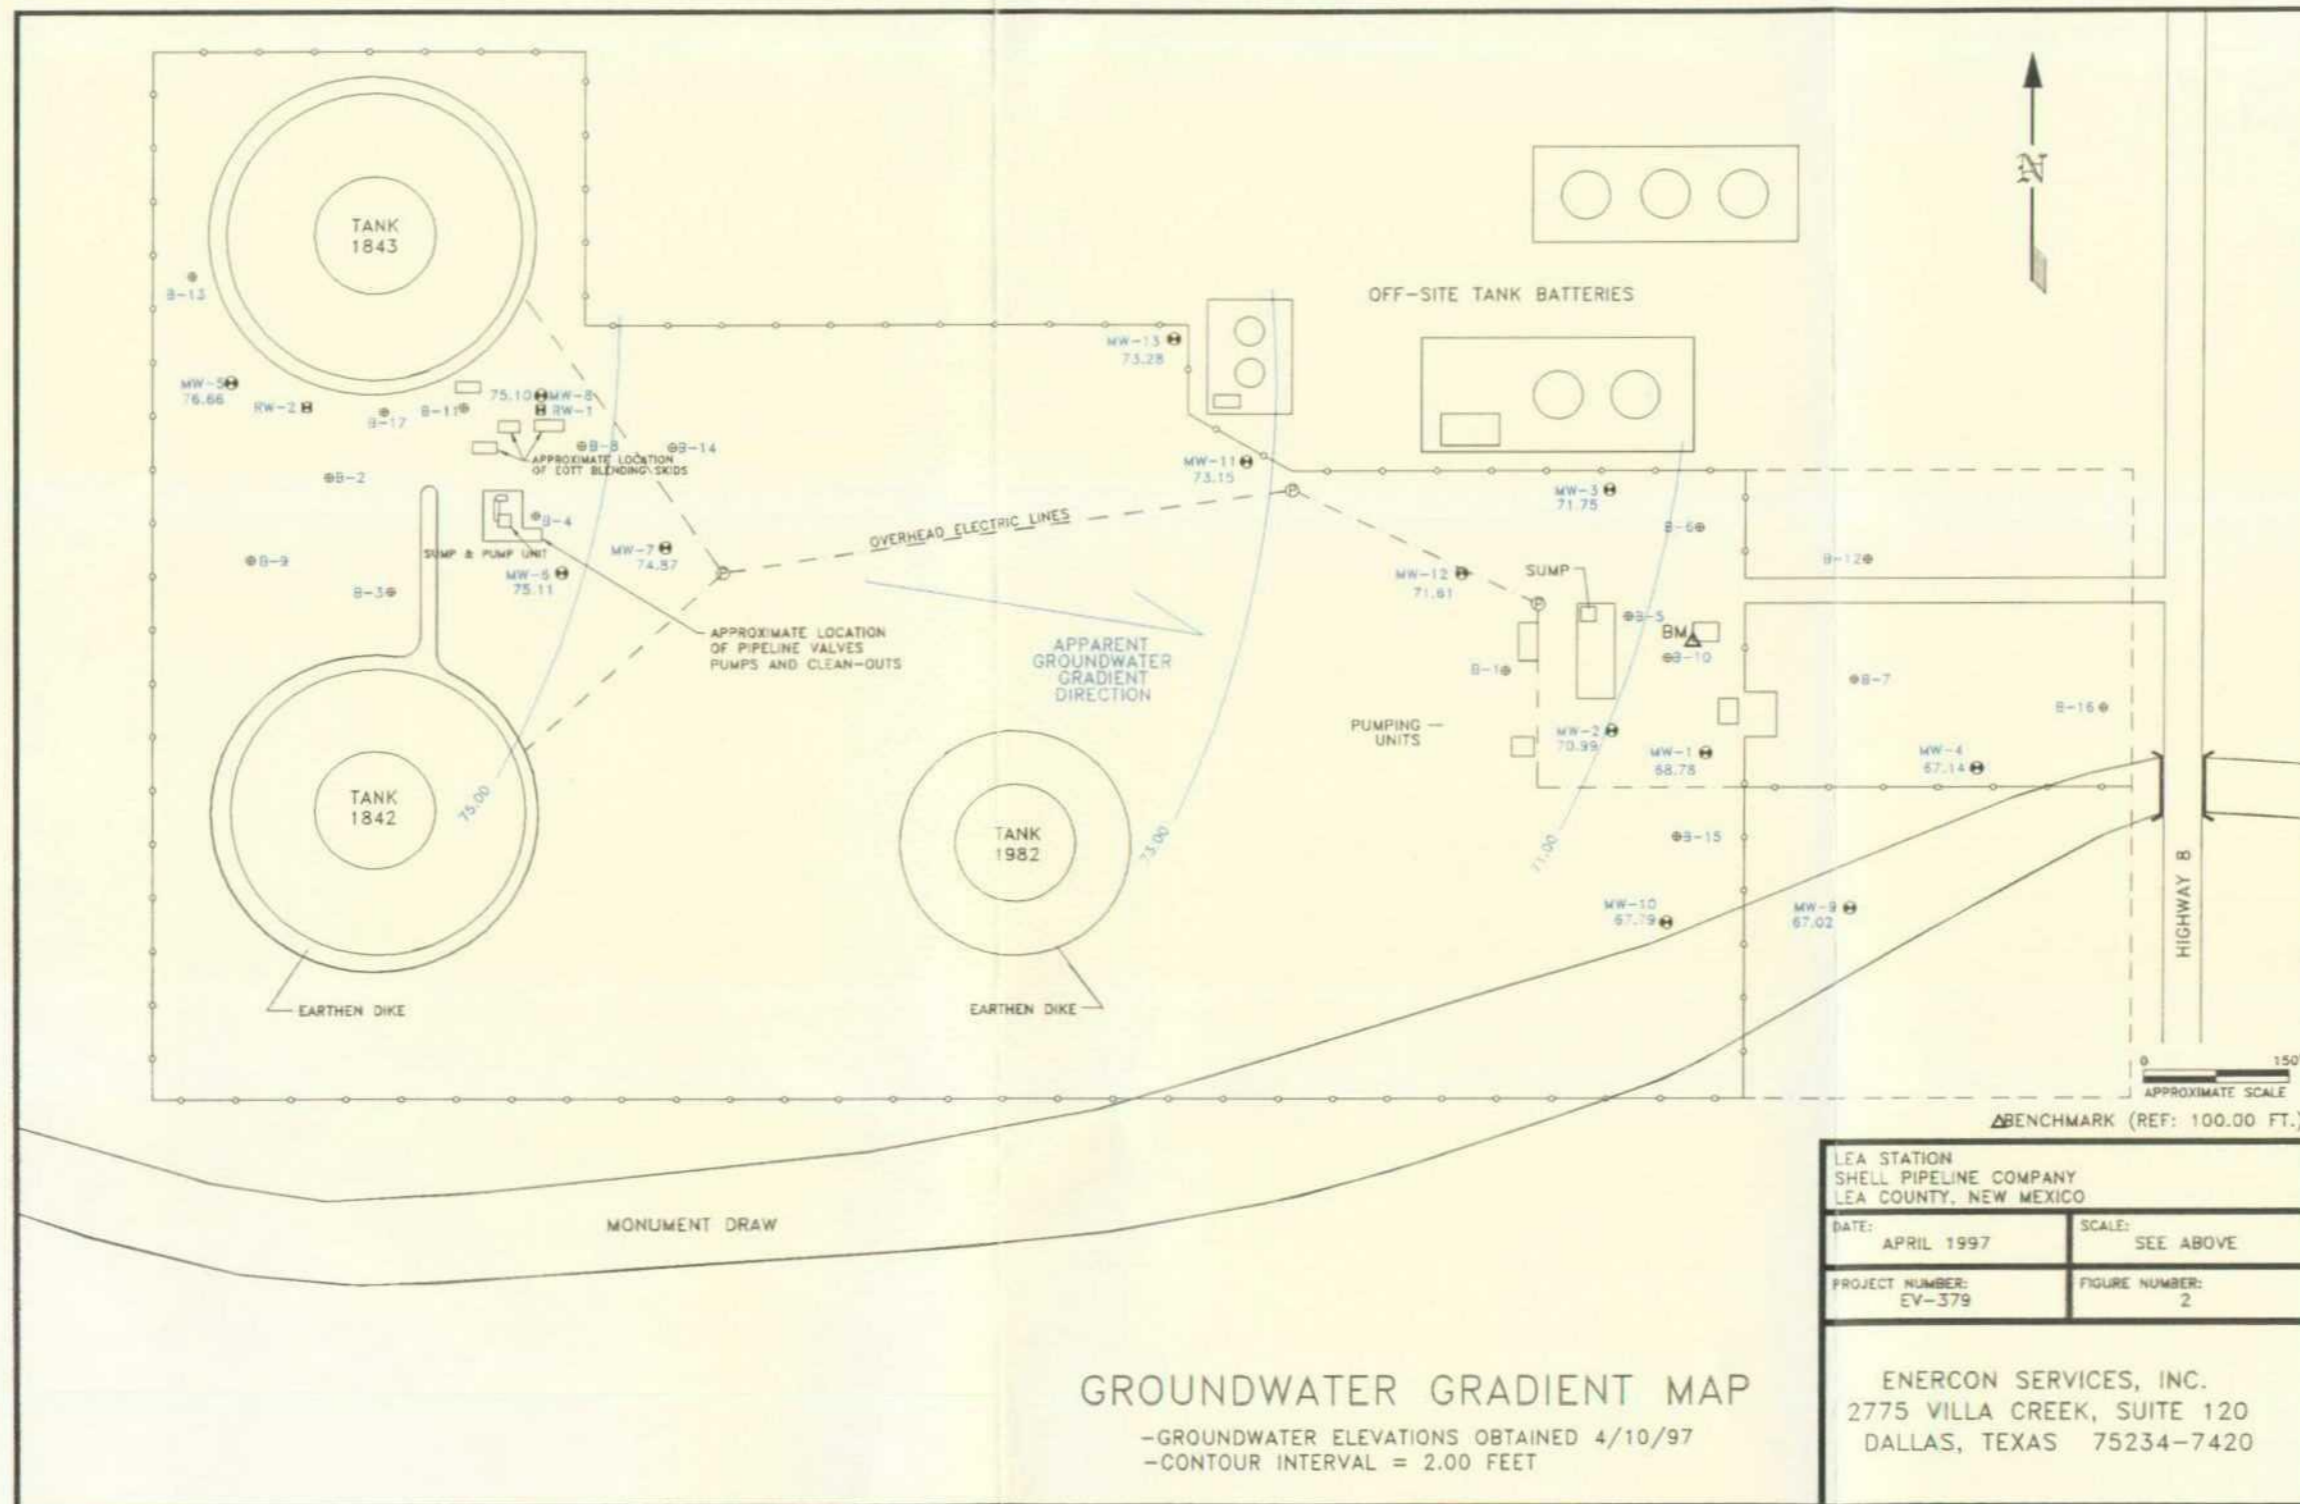 TANK
1843
B-13
MW-5
76.66
RW-2
B-17
B-11
75.10
MW-8
RW-1
B-8
B-14
APPROXIMATE LOCATION
OF EOTT BLENDING SKIDS
B-2
B-4
SUMP & PUMP UNIT
B-9
B-3
MW-6
75.11
MW-7
74.87
OVERHEAD ELECTRIC LINES
APPROXIMATE LOCATION
OF PIPELINE VALVES
PUMPS AND CLEAN-OUTS
APPARENT
GROUNDWATER
GRADIENT
DIRECTION
TANK
1842
75.00
EARTHEN DIKE
TANK
1982
73.00
EARTHEN DIKE
MW-13
73.28
MW-11
73.15
P
P
P
OFF-SITE TANK BATTERIES
N
MW-3
71.75
B-6
B-12
MW-12
71.61
SUMP
B-5
BM
B-10
B-1
B-7
B-16
PUMPING
UNITS
MW-2
70.99
MW-1
68.78
MW-4
67.14
71.00
B-15
MW-10
67.79
MW-9
67.02
HIGHWAY 8
MONUMENT DRAW
0 150'
APPROXIMATE SCALE
BENCHMARK (REF: 100.00 FT.)
LEA STATION
SHELL PIPELINE COMPANY
LEA COUNTY, NEW MEXICO
DATE:
APRIL 1997
SCALE:
SEE ABOVE
PROJECT NUMBER:
EV-379
FIGURE NUMBER:
2
ENERCON SERVICES, INC.
2775 VILLA CREEK, SUITE 120
DALLAS, TEXAS 75234-7420
GROUNDWATER GRADIENT MAP
-GROUNDWATER ELEVATIONS OBTAINED 4/10/97
-CONTOUR INTERVAL = 2.00 FEET